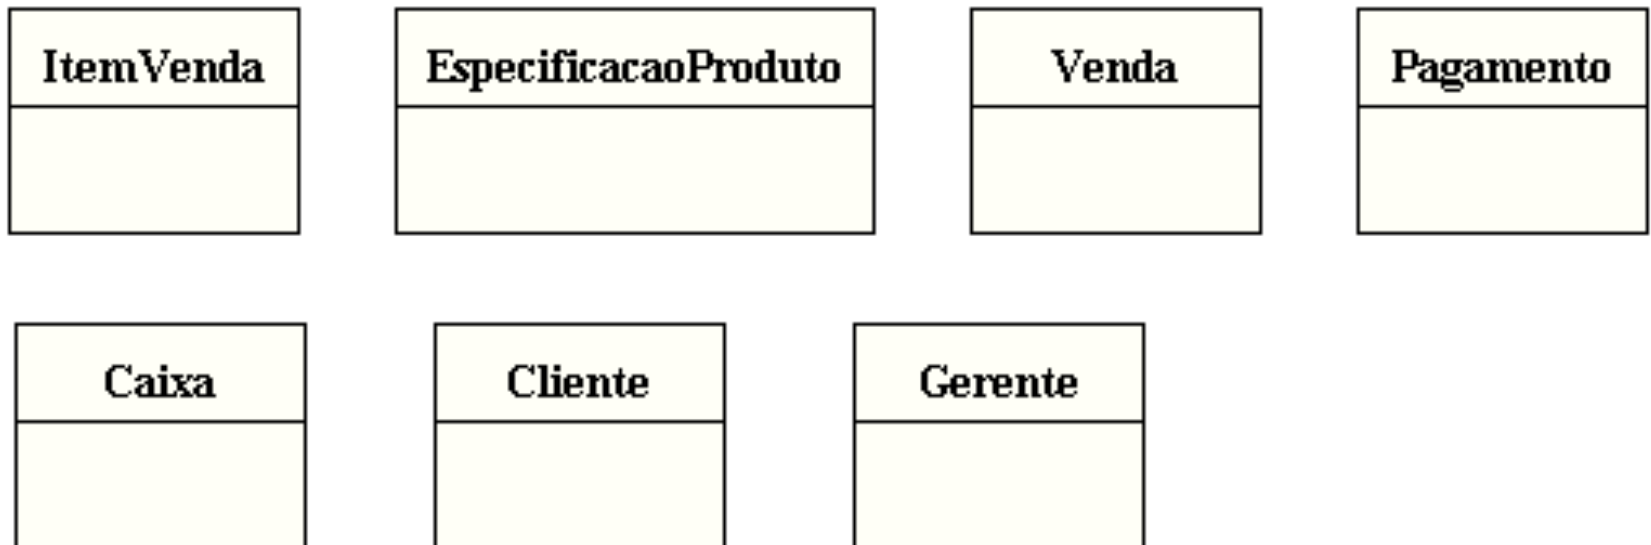 ItemVenda
EspecificacaoProduto
Venda
Pagamento
Caixa
Cliente
Gerente